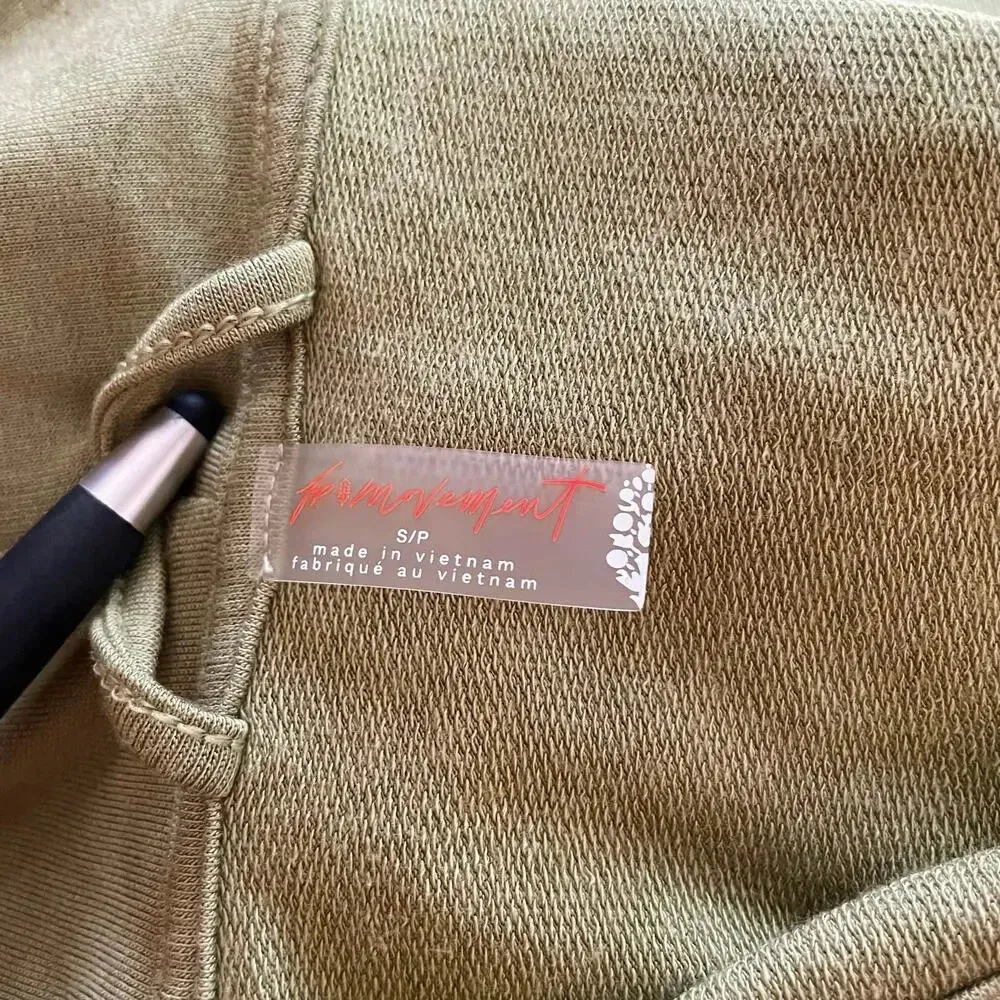 fp movement
S/P
made in vietnam
fabriqué au vietnam